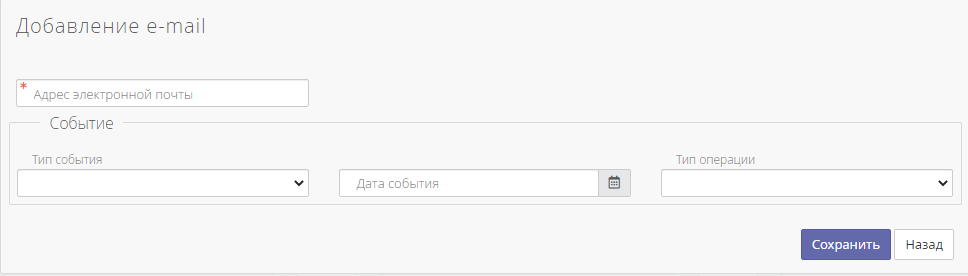 Добавление e-mail
* Адрес электронной почты
Событие
Тип события
Дата события
Тип операции
Сохранить Назад